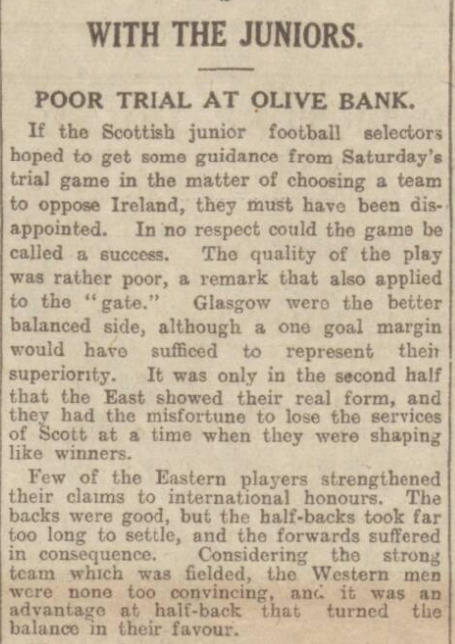 WITH THE JUNIORS.
POOR TRIAL AT OLIVE BANK.
If the Scottish junior football selectors
hoped to get some guidance from Saturday's
trial game in the matter of choosing a team
to oppose Ireland, they must have been dis-
appointed. In no respect could the game be
called a success. The quality of the play
was rather poor, a remark that also applied
to the "gate." Glasgow were the better
balanced side, although a one goal margin
would have sufficed to represent their
superiority. It was only in the second half
that the East showed their real form, and
they had the misfortune to lose the services
of Scott at a time when they were shaping
like winners.
Few of the Eastern players strengthened
their claims to international honours. The
backs were good, but the half-backs took far
too long to settle, and the forwards suffered
in consequence. Considering the strong
team which was fielded, the Western men
were none too convincing, and it was an
advantage at half-back that turned the
balance in their favour.